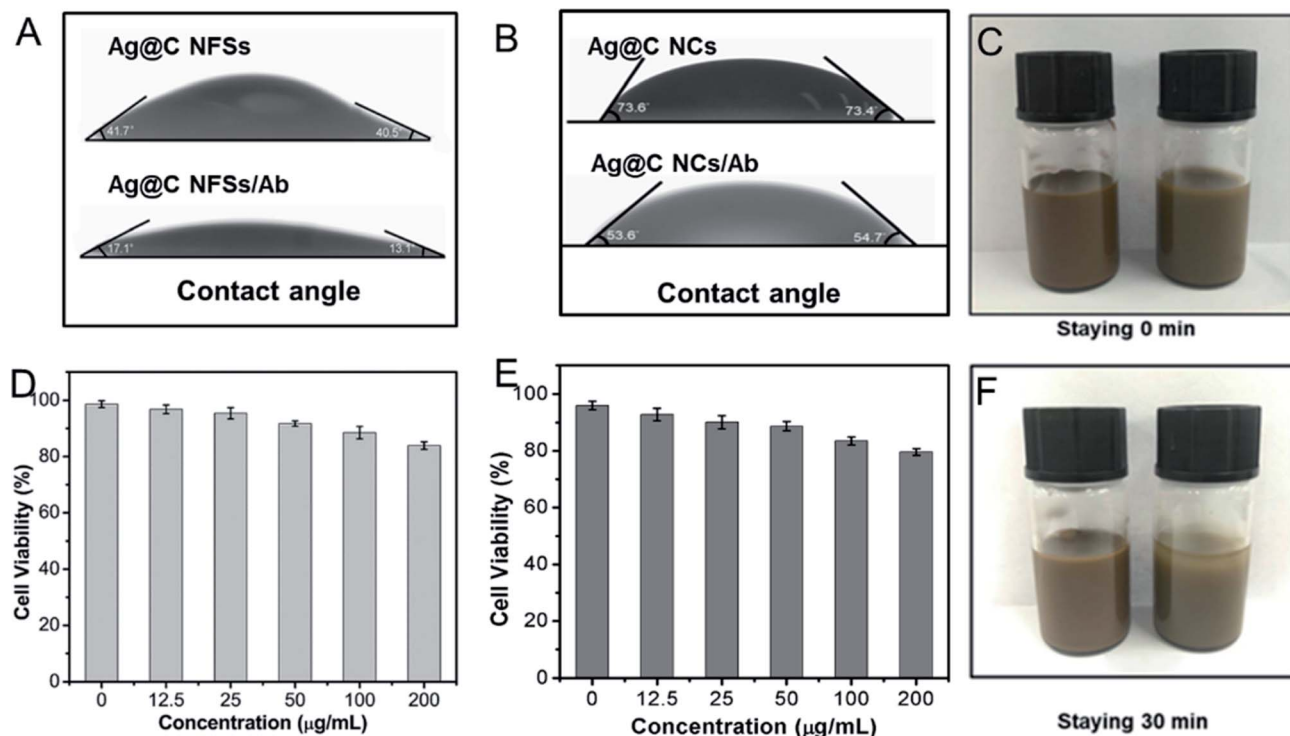 A
Ag@C NFSs
41.7°
40.5°
Ag@C NFSs/Ab
17.1°
13.1°
Contact angle
B
Ag@C NCs
73.6°
73.4°
Ag@C NCs/Ab
53.6°
54.7°
Contact angle
C
Staying 0 min
D
Cell Viability (%)
100
80
60
40
20
0
0 12.5 25 50 100 200
Concentration (μg/mL)
E
Cell Viability (%)
100
80
60
40
20
0
0 12.5 25 50 100 200
Concentration (μg/mL)
F
Staying 30 min